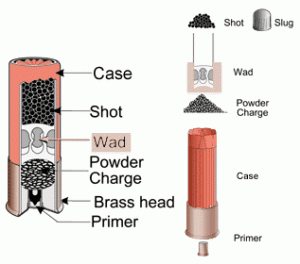 Case
Shot
Wad
Powder
Charge
Brass head
Primer
Shot
Slug
Wad
Powder
Charge
Case
Primer